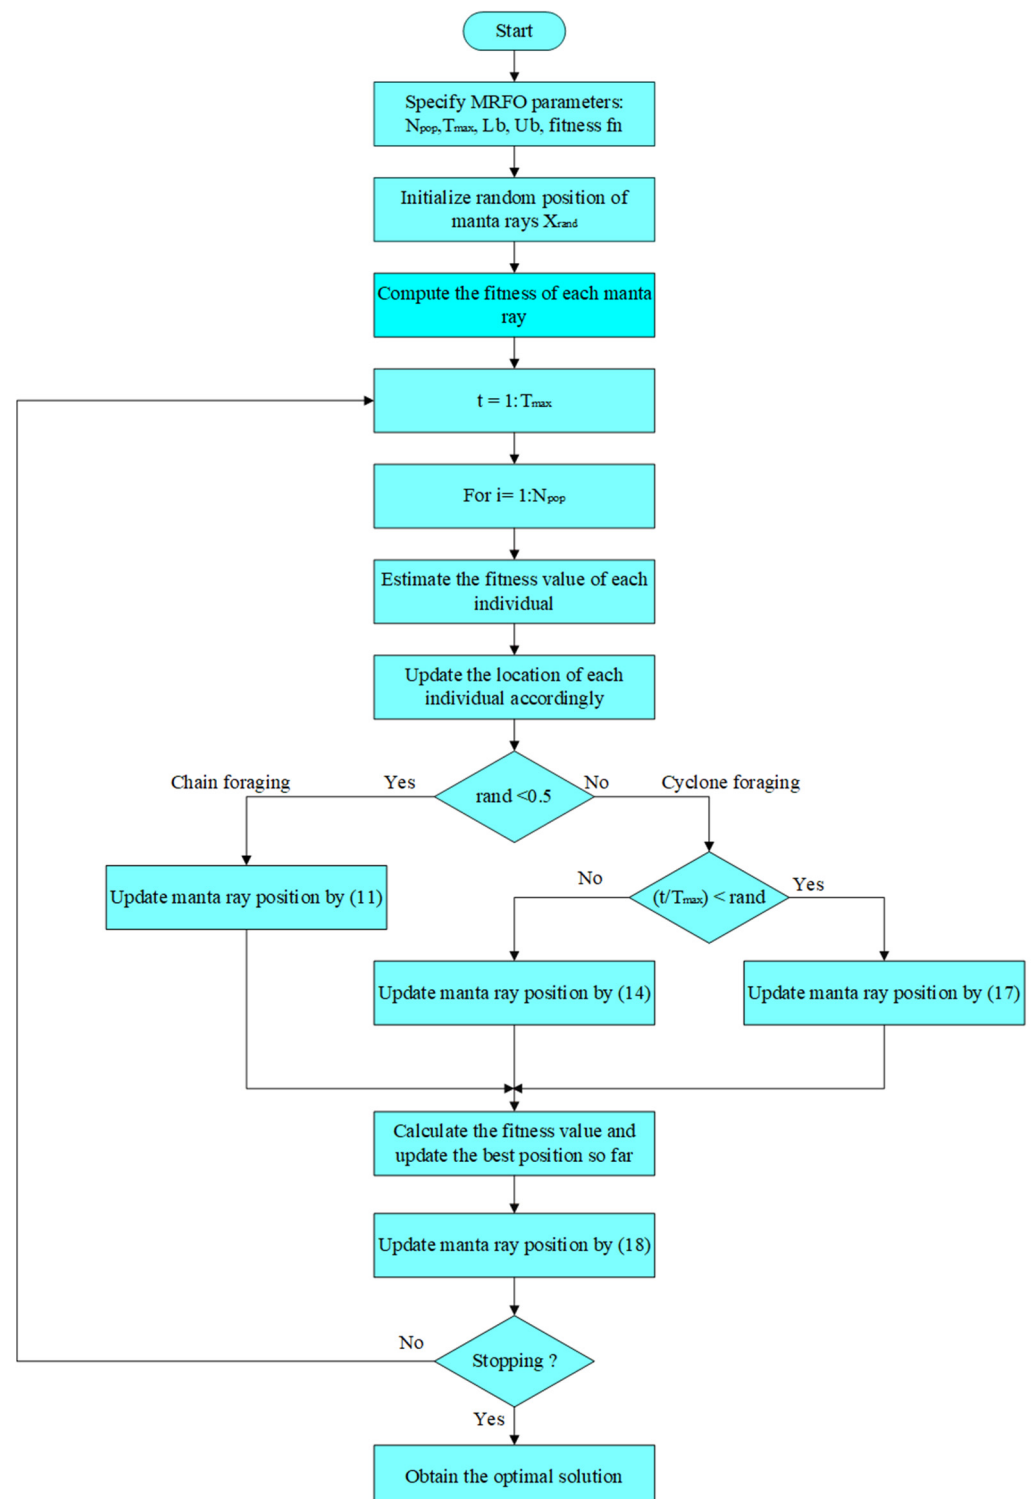 Start
Specify MRFO parameters:
Npop,Tmax, Lb, Ub, fitness fn
Initialize random position of
manta rays Xrand
Compute the fitness of each manta
ray
t = 1:Tmax
For i= 1:Npop
Estimate the fitness value of each
individual
Update the location of each
individual accordingly
Chain foraging
Yes
rand <0.5
No
Cyclone foraging
Update manta ray position by (11)
No
(t/Tmax) < rand
Yes
Update manta ray position by (14)
Update manta ray position by (17)
Calculate the fitness value and
update the best position so far
Update manta ray position by (18)
No
Stopping ?
Yes
Obtain the optimal solution